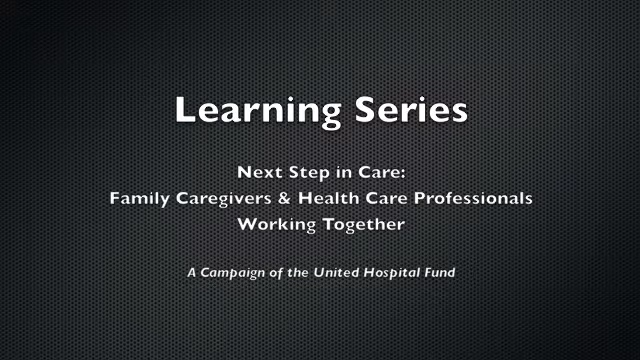 Learning Series
Next Step in Care:
Family Caregivers & Health Care Professionals
Working Together
A Campaign of the United Hospital Fund